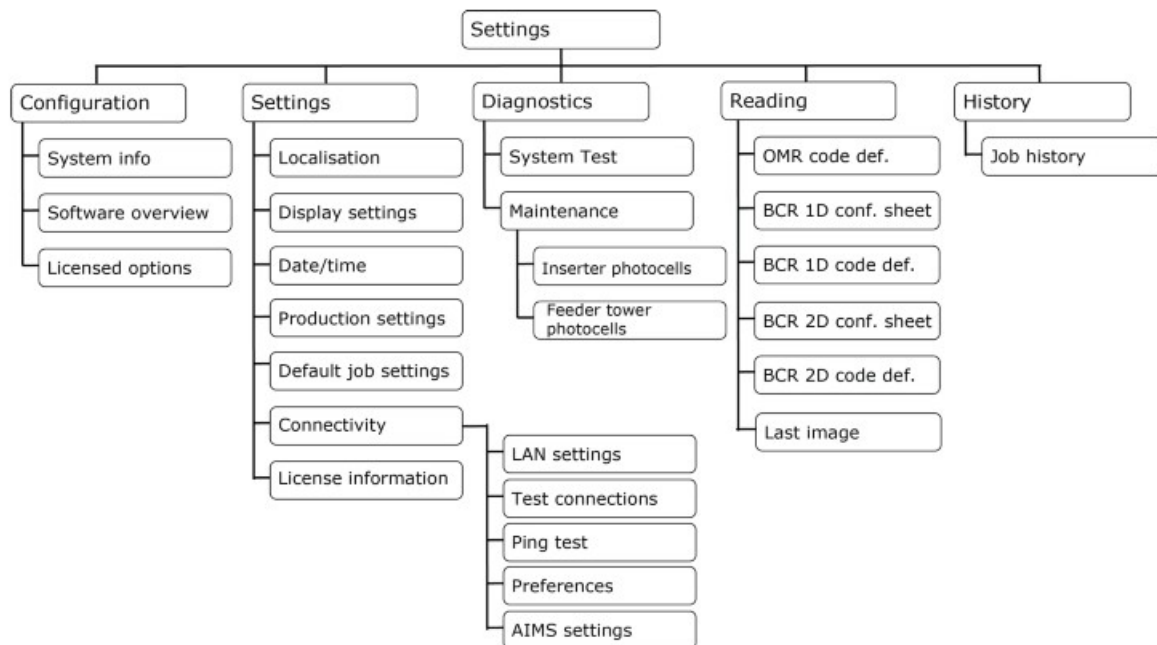 Settings
Configuration
System info
Software overview
Licensed options
Settings
Localisation
Display settings
Date/time
Production settings
Default job settings
Connectivity
LAN settings
Test connections
Ping test
Preferences
AIMS settings
License information
Diagnostics
System Test
Maintenance
Inserter photocells
Feeder tower
photocells
Reading
OMR code def.
BCR 1D conf. sheet
BCR 1D code def.
BCR 2D conf. sheet
BCR 2D code def.
Last image
History
Job history